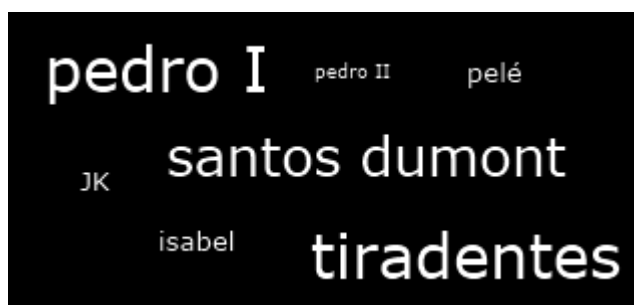 pedro I pedro II pelé
santos dumont
JK
isabel
tiradentes